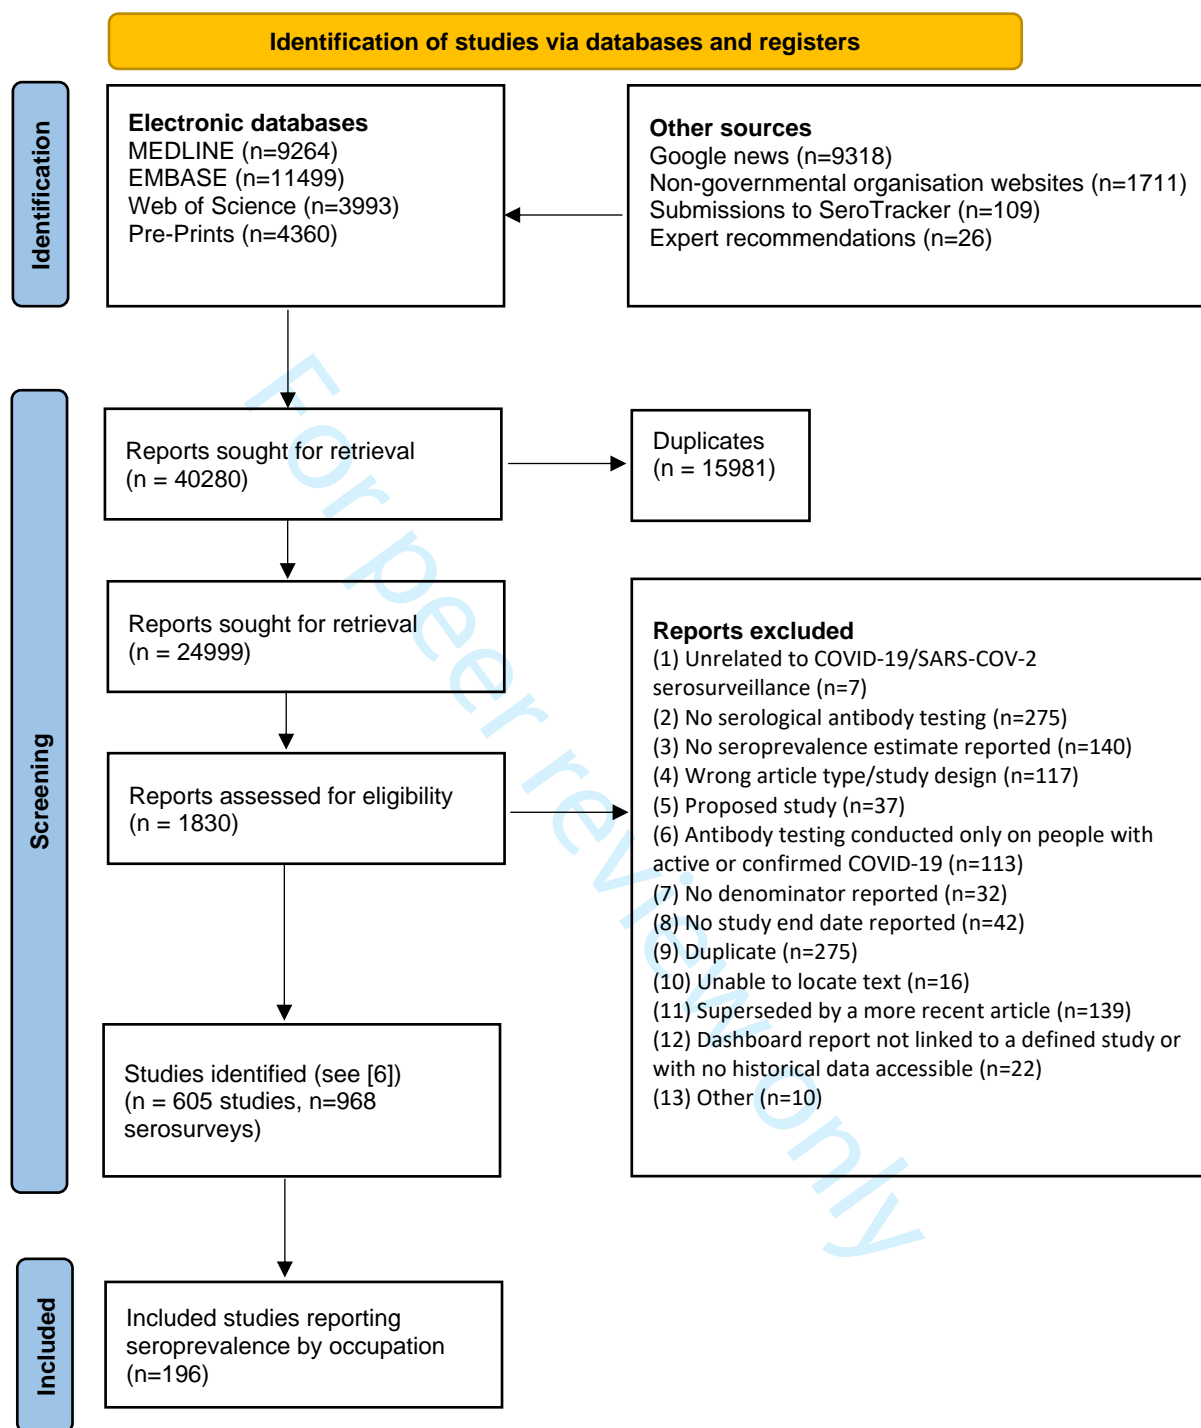 Identification of studies via databases and registers
Identification
Electronic databases
MEDLINE (n=9264)
EMBASE (n=11499)
Web of Science (n=3993)
Pre-Prints (n=4360)
Other sources
Google news (n=9318)
Non-governmental organisation websites (n=1711)
Submissions to SeroTracker (n=109)
Expert recommendations (n=26)
Screening
Reports sought for retrieval
(n = 40280)
Duplicates
(n = 15981)
Reports sought for retrieval
(n = 24999)
Reports assessed for eligibility
(n = 1830)
Reports excluded
(1) Unrelated to COVID-19/SARS-COV-2
serosurveillance (n=7)
(2) No serological antibody testing (n=275)
(3) No seroprevalence estimate reported (n=140)
(4) Wrong article type/study design (n=117)
(5) Proposed study (n=37)
(6) Antibody testing conducted only on people with
active or confirmed COVID-19 (n=113)
(7) No denominator reported (n=32)
(8) No study end date reported (n=42)
(9) Duplicate (n=275)
(10) Unable to locate text (n=16)
(11) Superseded by a more recent article (n=139)
(12) Dashboard report not linked to a defined study or
with no historical data accessible (n=22)
(13) Other (n=10)
Studies identified (see [6])
(n = 605 studies, n=968
serosurveys)
Included
Included studies reporting
seroprevalence by occupation
(n=196)
For peer review only